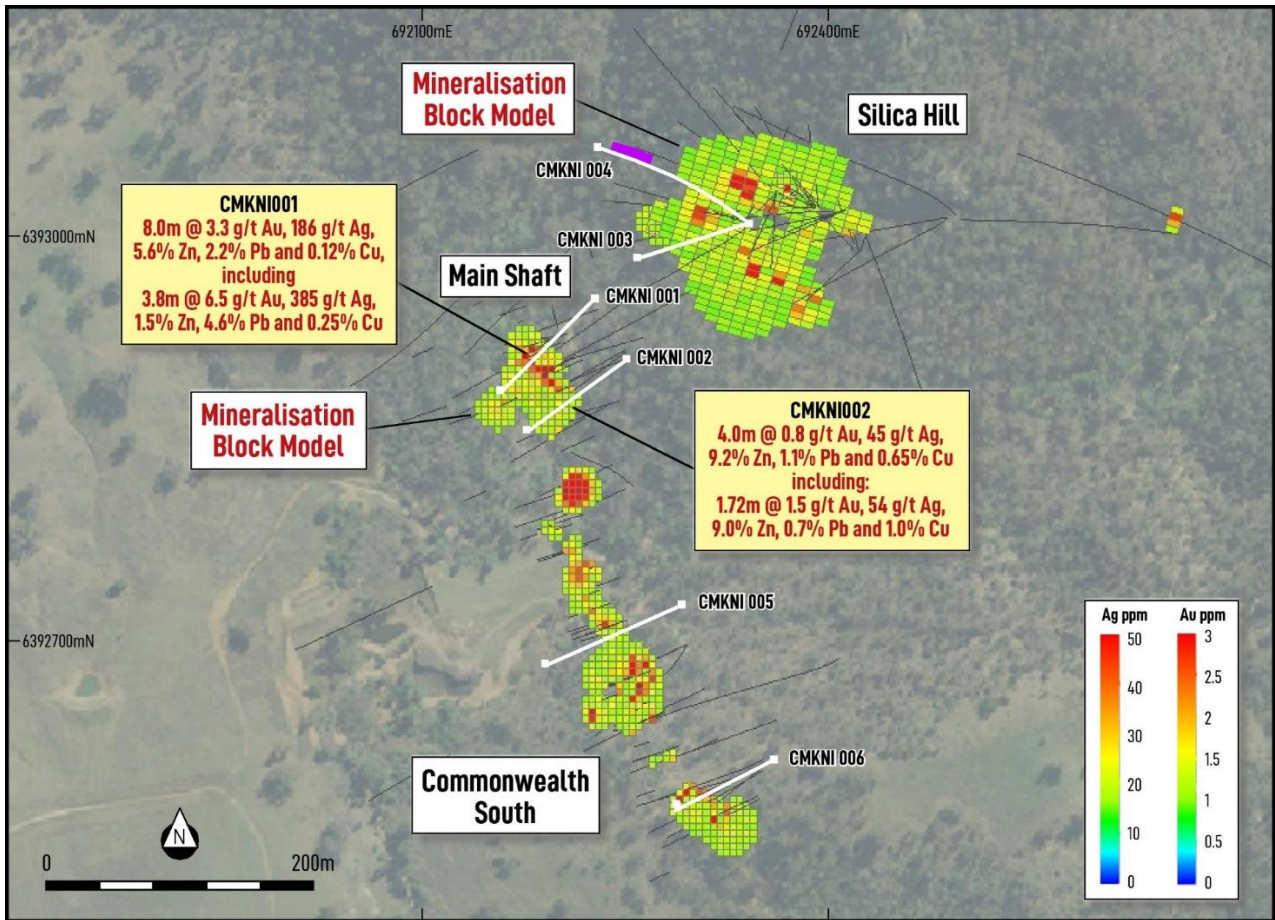 692100mE
692400mE
Mineralisation
Block Model
Silica Hill
CMKNI 004
CMKNI001
8.0m @ 3.3 g/t Au, 186 g/t Ag,
5.6% Zn, 2.2% Pb and 0.12% Cu,
including
3.8m @ 6.5 g/t Au, 385 g/t Ag,
1.5% Zn, 4.6% Pb and 0.25% Cu
6393000mN
CMKNI 003
Main Shaft
CMKNI 001
CMKNI 002
Mineralisation
Block Model
CMKNI002
4.0m @ 0.8 g/t Au, 45 g/t Ag,
9.2% Zn, 1.1% Pb and 0.65% Cu
including:
1.72m @ 1.5 g/t Au, 54 g/t Ag,
9.0% Zn, 0.7% Pb and 1.0% Cu
CMKNI 005
6392700mN
CMKNI 006
Commonwealth
South
N
0 200m
Ag ppm Au ppm
50 3
2.5
40
2
30
1.5
20
1
10
0.5
0 0